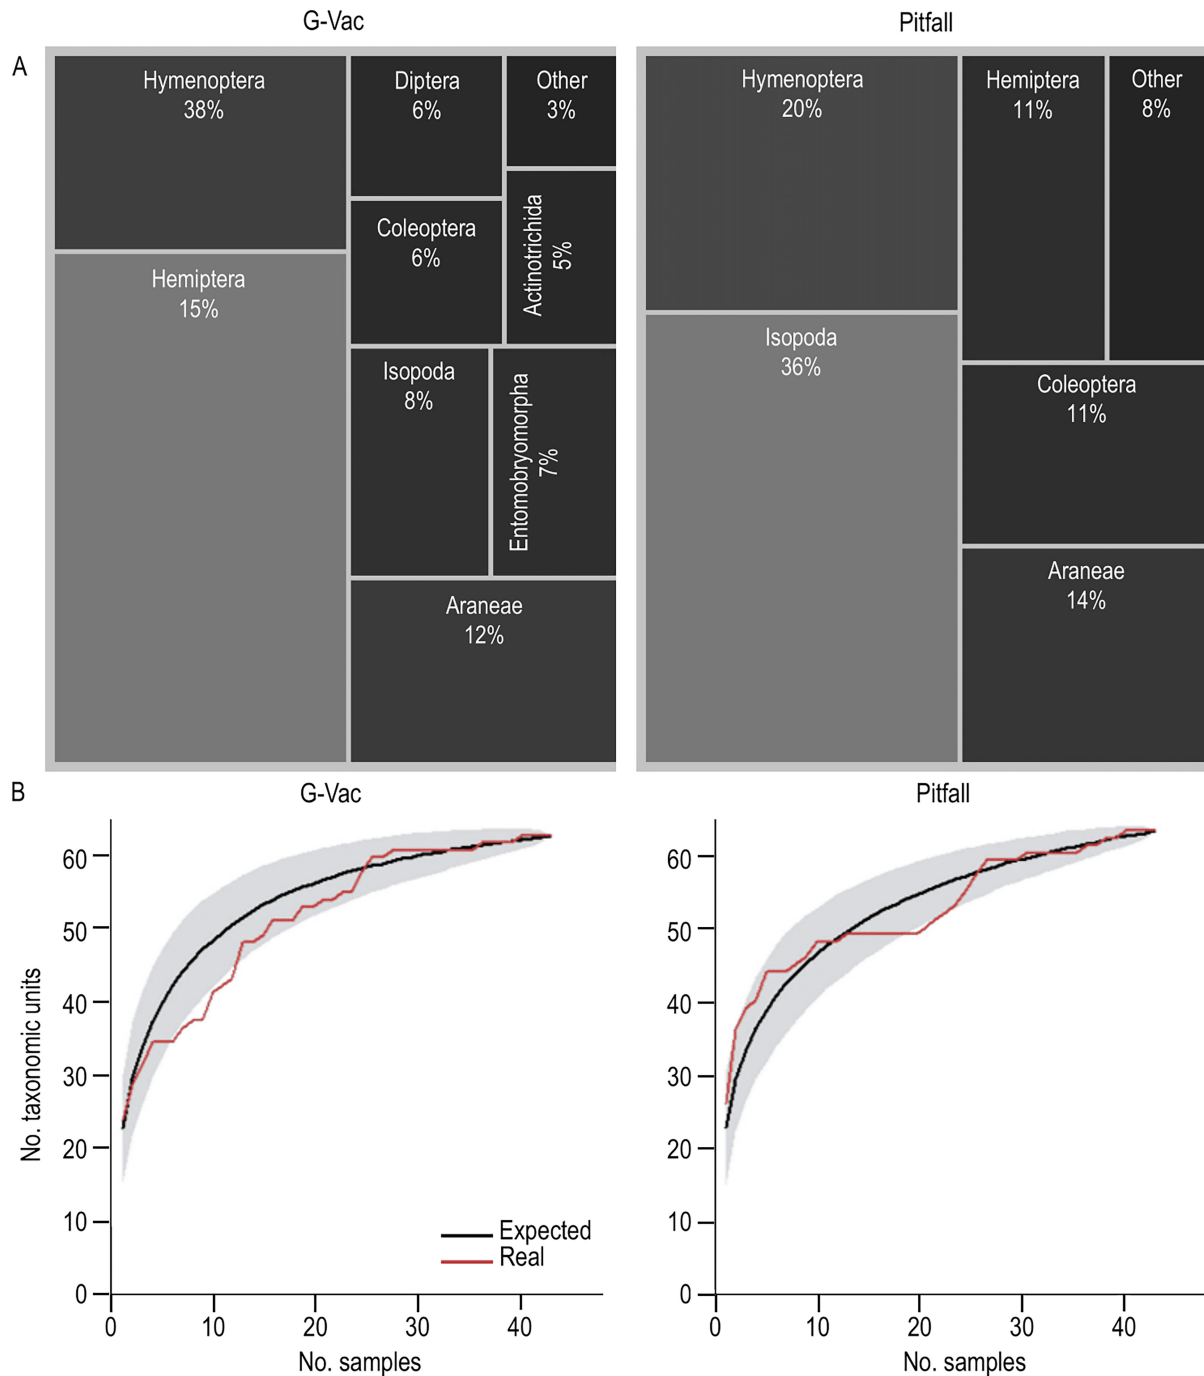 G-Vac
Pitfall
A
Hymenoptera
38%
Diptera
6%
Other
3%
Coleoptera
6%
Actinotrichida
5%
Hemiptera
15%
Isopoda
8%
Entomobryomorpha
7%
Araneae
12%
Hymenoptera
20%
Hemiptera
11%
Other
8%
Isopoda
36%
Coleoptera
11%
Araneae
14%
B
G-Vac
No. taxonomic units
60
50
40
30
20
10
0
0 10 20 30 40
No. samples
Expected
Real
Pitfall
60
50
40
30
20
10
0
0 10 20 30 40
No. samples